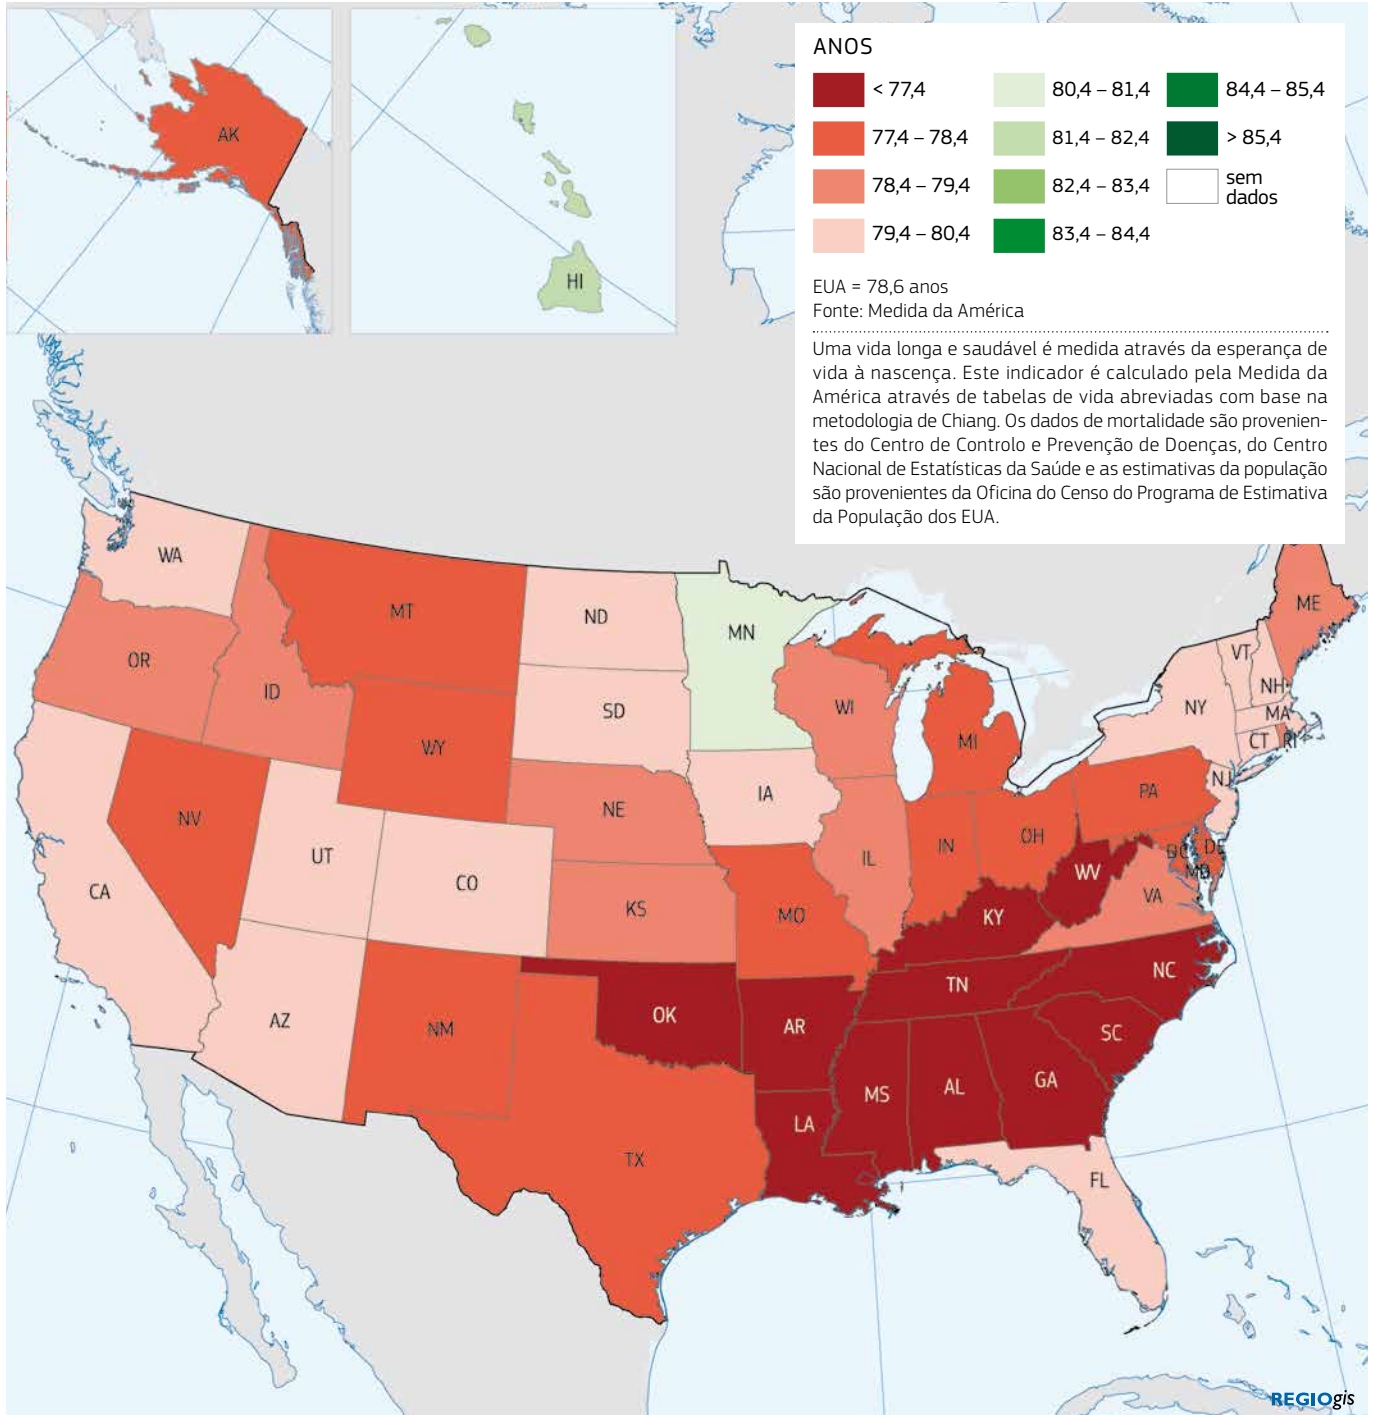 ANOS
< 77,4
77,4 – 78,4
78,4 – 79,4
79,4 – 80,4
80,4 – 81,4
81,4 – 82,4
82,4 – 83,4
83,4 – 84,4
84,4 – 85,4
> 85,4
sem
dados
EUA = 78,6 anos
Fonte: Medida da América
Uma vida longa e saudável é medida através da esperança de
vida à nascença. Este indicador é calculado pela Medida da
América através de tabelas de vida abreviadas com base na
metodologia de Chiang. Os dados de mortalidade são provenien-
tes do Centro de Controlo e Prevenção de Doenças, do Centro
Nacional de Estatísticas da Saúde e as estimativas da população
são provenientes da Oficina do Censo do Programa de Estimativa
da População dos EUA.
AK
HI
WA
MT
ND
MN
ME
OR
ID
SD
WI
VT
NH
NY
MA
WY
MI
CT
RI
NV
NE
IA
PA
NJ
UT
CO
IL
IN
OH
DC
DE
MD
CA
KS
MO
KY
WV
VA
AZ
NM
OK
AR
TN
NC
SC
TX
LA
MS
AL
GA
FL
REGIOgis